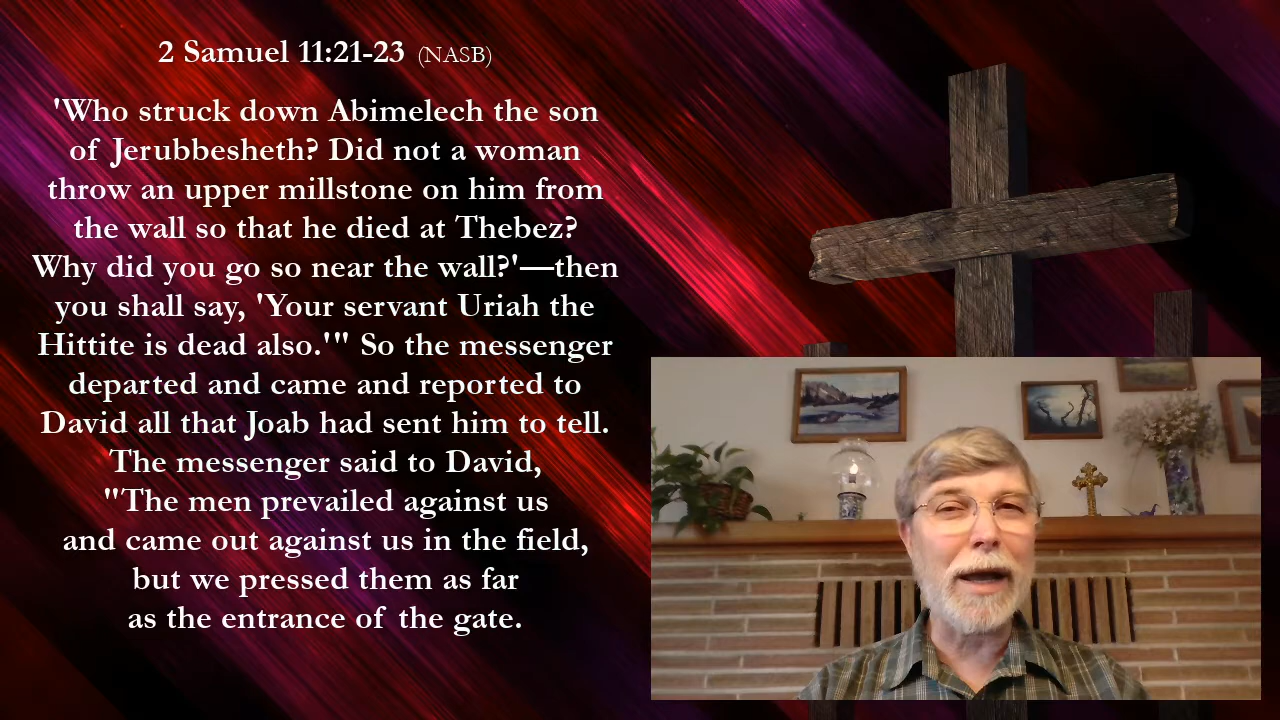 2 Samuel 11:21-23 (NASB)
'Who struck down Abimelech the son
of Jerubbesheth? Did not a woman
throw an upper millstone on him from
the wall so that he died at Thebez?
Why did you go so near the wall?'—then
you shall say, 'Your servant Uriah the
Hittite is dead also.'" So the messenger
departed and came and reported to
David all that Joab had sent him to tell.
The messenger said to David,
"The men prevailed against us
and came out against us in the field,
but we pressed them as far
as the entrance of the gate.